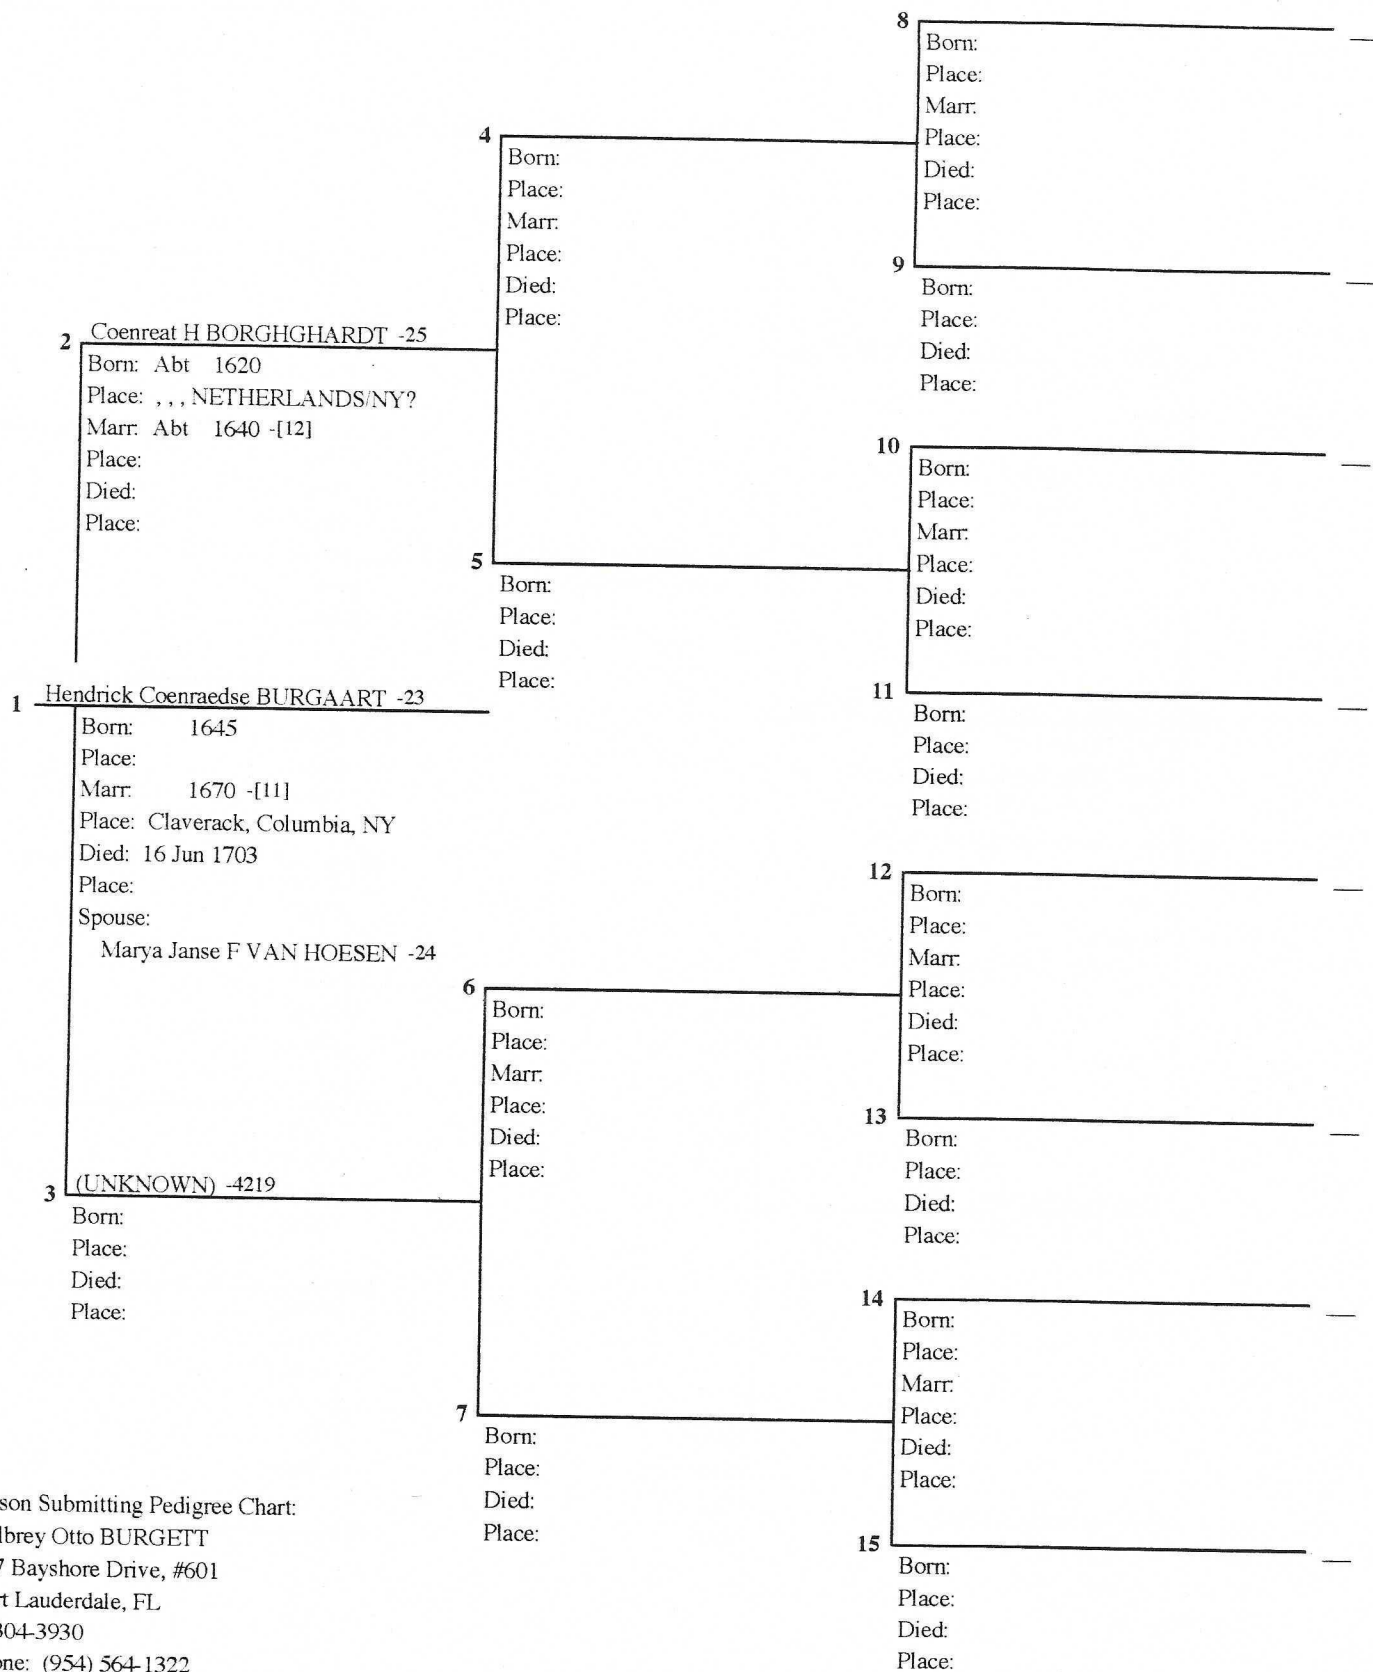 2 Coenreat H BORGHGHARDT -25
Born: Abt 1620
Place: , , , NETHERLANDS/NY?
Marr: Abt 1640 -[12]
Place:
Died:
Place:
1 Hendrick Coenraedse BURGAART -23
Born: 1645
Place:
Marr: 1670 -[11]
Place: Claverack, Columbia, NY
Died: 16 Jun 1703
Place:
Spouse:
Marya Janse F VAN HOESEN -24
3 (UNKNOWN) -4219
Born:
Place:
Died:
Place:
son Submitting Pedigree Chart:
lbrey Otto BURGETT
7 Bayshore Drive, #601
t Lauderdale, FL
304-3930
one: (954) 564-1322
4
Born:
Place:
Marr:
Place:
Died:
Place:
5
Born:
Place:
Died:
Place:
6
Born:
Place:
Marr:
Place:
Died:
Place:
7
Born:
Place:
Died:
Place:
8
Born:
Place:
Marr:
Place:
Died:
Place:
9
Born:
Place:
Died:
Place:
10
Born:
Place:
Marr:
Place:
Died:
Place:
11
Born:
Place:
Died:
Place:
12
Born:
Place:
Marr:
Place:
Died:
Place:
13
Born:
Place:
Died:
Place:
14
Born:
Place:
Marr:
Place:
Died:
Place:
15
Born:
Place:
Died:
Place: